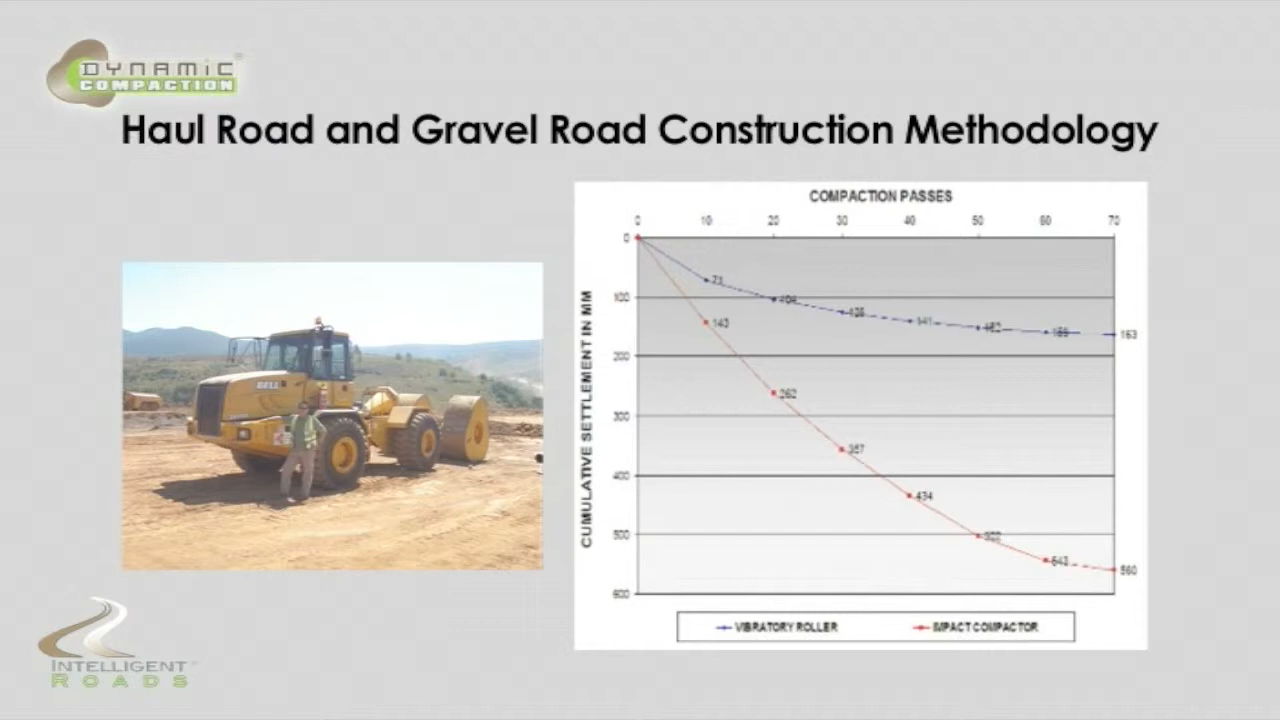 DYNAMIC
COMPACTION
Haul Road and Gravel Road Construction Methodology
COMPACTION PASSES
0 10 20 30 40 50 60 70
CUMULATIVE SETTLEMENT IN MM
0
100
200
300
400
500
600
71
141
163
143
262
357
434
543
560
VIBRATORY ROLLER
IMPACT COMPACTOR
BELL
INTELLIGENT
ROADS